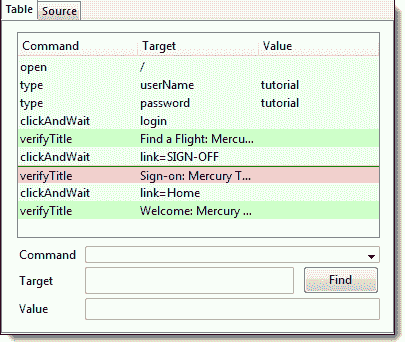 Table Source
Command Target Value
open /
type userName tutorial
type password tutorial
clickAndWait login
verifyTitle Find a Flight: Mercu...
clickAndWait link=SIGN-OFF
verifyTitle Sign-on: Mercury T...
clickAndWait link=Home
verifyTitle Welcome: Mercury ...
Command
Target Find
Value